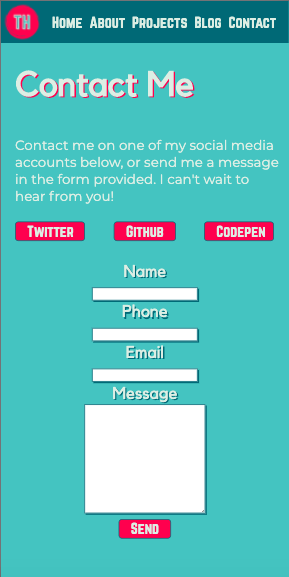 TH Home About Projects Blog Contact
Contact Me
Contact me on one of my social media
accounts below, or send me a message
in the form provided. I can't wait to
hear from you!
Twitter Github Codepen
Name
Phone
Email
Message
Send